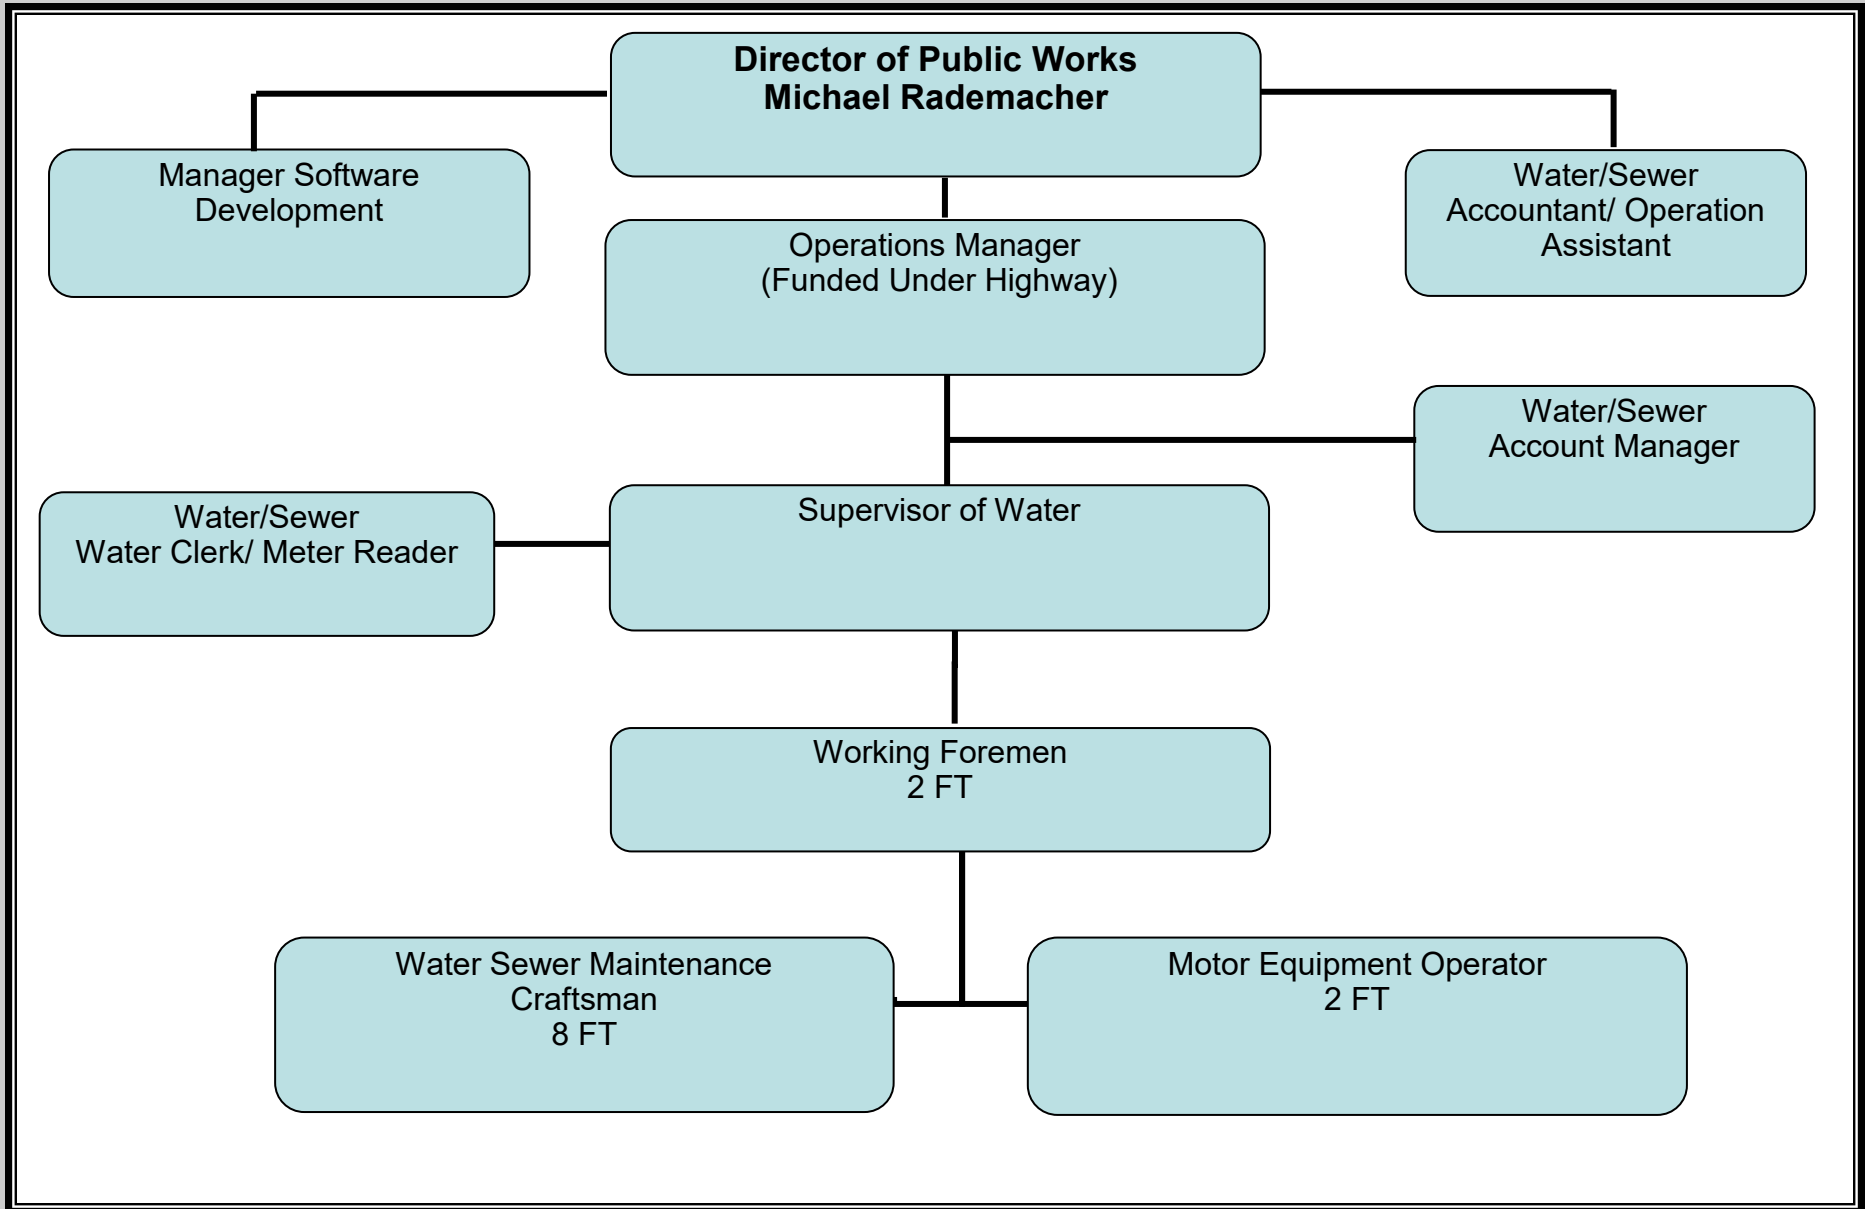 Director of Public Works
Michael Rademacher
Manager Software
Development
Water/Sewer
Accountant/ Operation
Assistant
Operations Manager
(Funded Under Highway)
Water/Sewer
Account Manager
Water/Sewer
Water Clerk/ Meter Reader
Supervisor of Water
Working Foremen
2 FT
Water Sewer Maintenance
Craftsman
8 FT
Motor Equipment Operator
2 FT